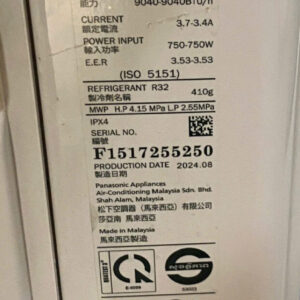 能力 9040-9040BTU/h
CURRENT 3.7-3.4A
額定電流
POWER INPUT 750-750W
輸入功率
E.E.R 3.53-3.53
(ISO 5151)
REFRIGERANT R32 410g
製冷劑名稱
MWP H.P 4.15 MPa L.P 2.55MPa
IPX4
SERIAL NO.
編號
F1517255250
PRODUCTION DATE 2024.08
製造日期
Panasonic Appliances
Air-Conditioning Malaysia Sdn. Bhd.
Shah Alam, Malaysia
松下空調器（馬來西亞）有限公司
莎亞南 馬來西亞
Made in Malaysia
馬來西亞製造